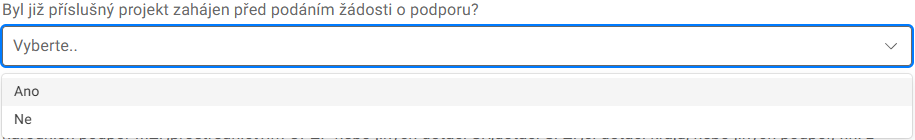 Byl již příslušný projekt zahájen před podáním žádosti o podporu?
Vyberte..
Ano
Ne